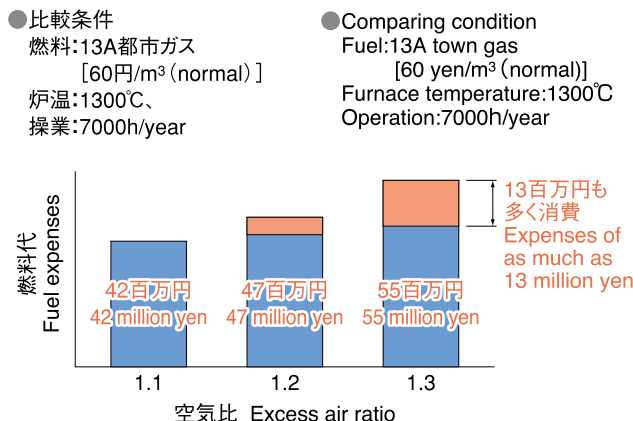 ●比較条件
燃料：13A都市ガス
［60円/m³（normal）］
炉温：1300℃、
操業：7000h/year
●Comparing condition
Fuel:13A town gas
[60 yen/m³（normal)]
Furnace temperature:1300℃
Operation:7000h/year
燃料代
Fuel expenses
42百万円
42 million yen
47百万円
47 million yen
55百万円
55 million yen
13百万円も
多く消費
Expenses of
as much as
13 million yen
1.1
1.2
1.3
空気比 Excess air ratio